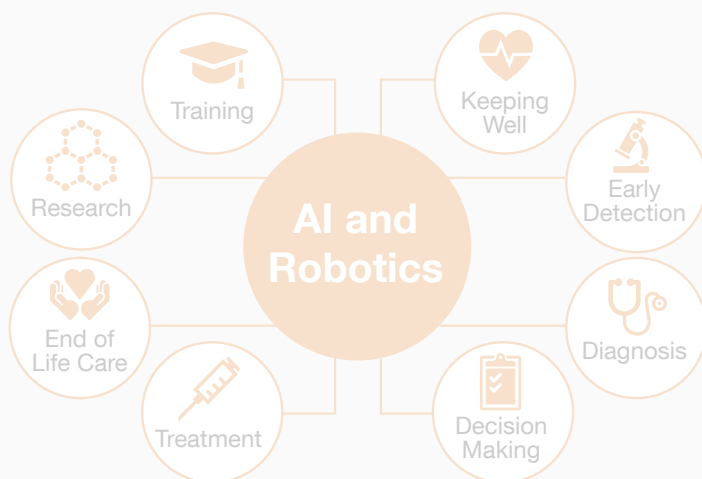 AI and
Robotics
Training
Keeping
Well
Research
Early
Detection
End of
Life Care
Diagnosis
Treatment
Decision
Making